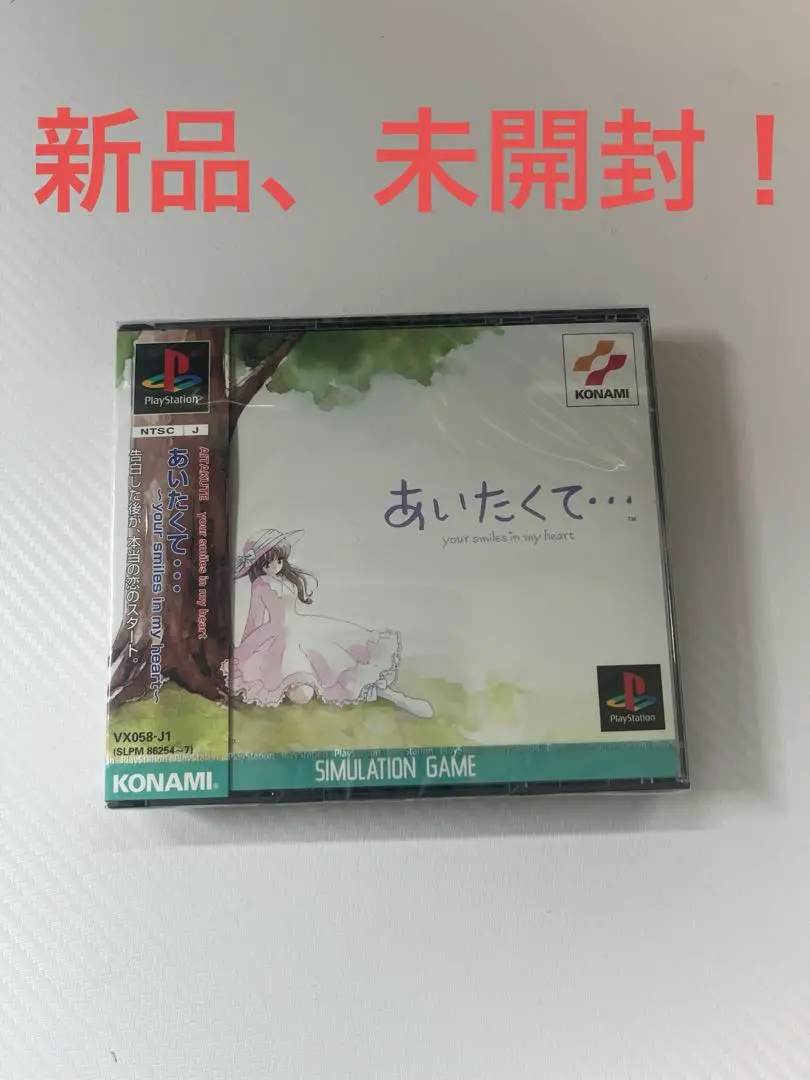 新品、未開封！
PlayStation
NTSC J
AITAKUTE your smiles in my heart
あいたくて・・・
～your smiles in my heart～
告白した後が、本当の恋のスタート。
VX058-J1
(SLPM 86254~7)
KONAMI
KONAMI
あいたくて・・・™
your smiles in my heart
PlayStation
SIMULATION GAME